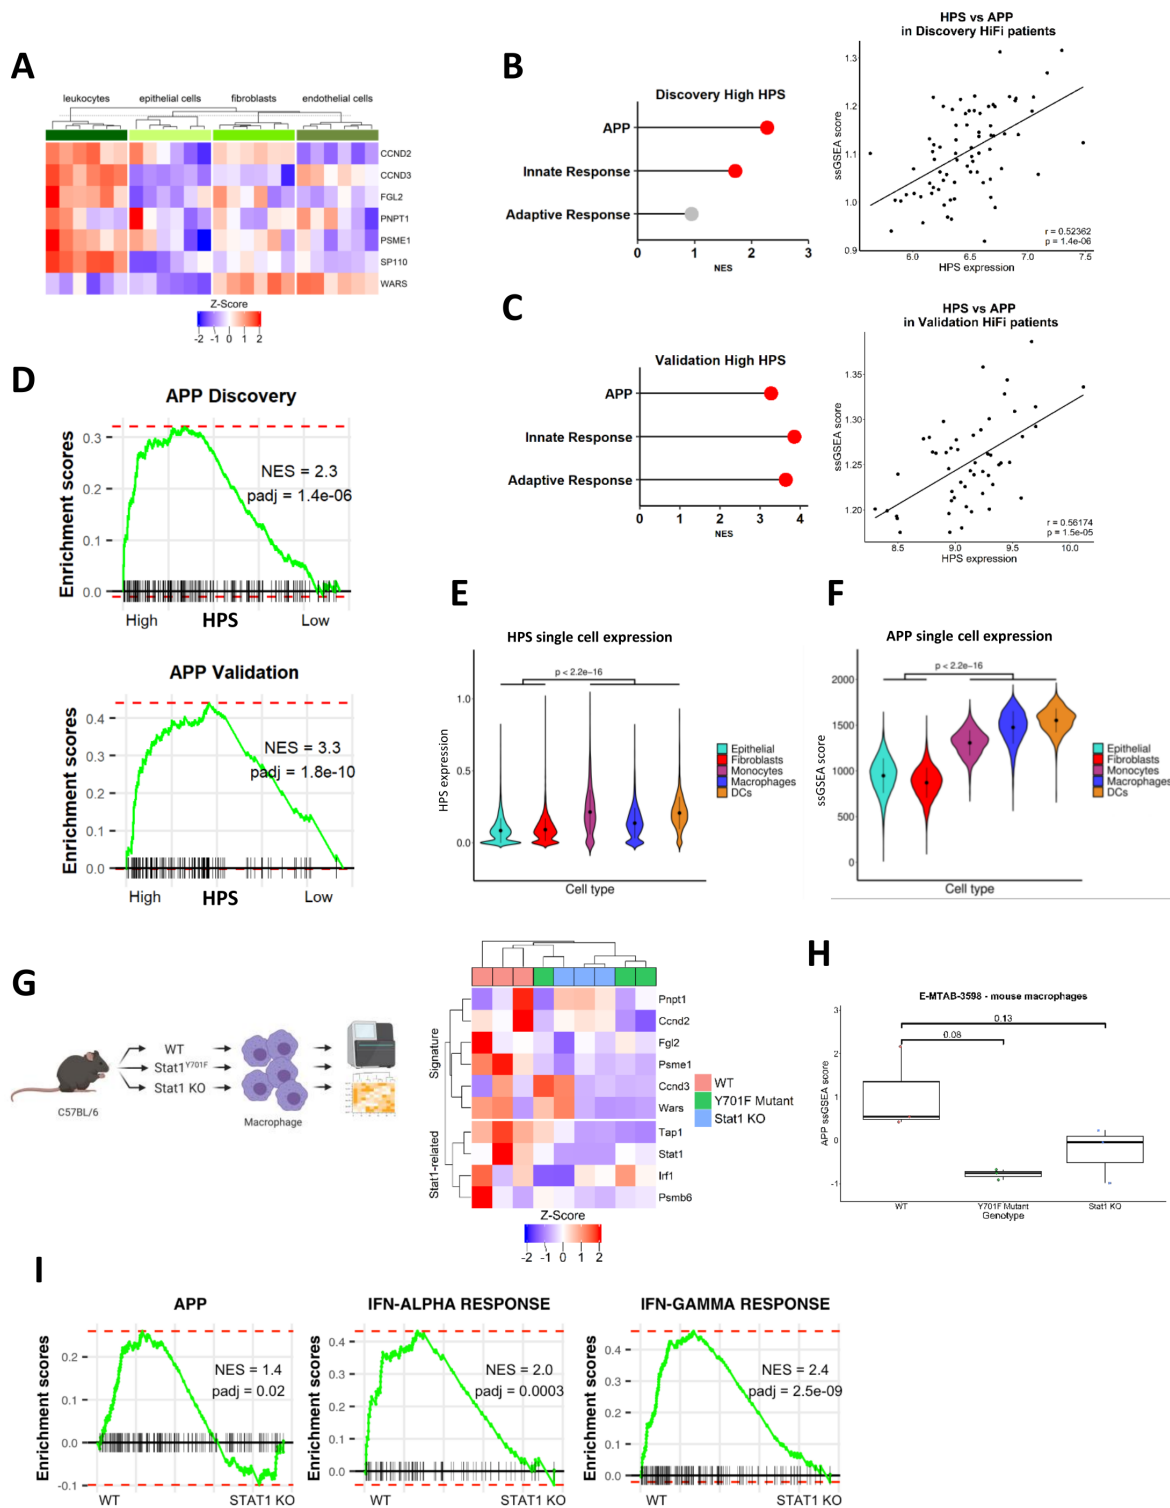 A
leukocytes epithelial cells fibroblasts endothelial cells
CCND2
CCND3
FGL2
PNPT1
PSME1
SP110
WARS
Z-Score
-2 -1 0 1 2
B
Discovery High HPS
APP
Innate Response
Adaptive Response
0 1 2 3
NES
HPS vs APP
in Discovery HiFi patients
ssGSEA score
1.3
1.2
1.1
1.0
0.9
r = 0.52362
p = 1.4e-06
6.0 6.5 7.0 7.5
HPS expression
C
Validation High HPS
APP
Innate Response
Adaptive Response
0 1 2 3 4
NES
HPS vs APP
in Validation HiFi patients
ssGSEA score
1.35
1.30
1.25
1.20
r = 0.56174
p = 1.5e-05
8.5 9.0 9.5 10.0
HPS expression
D
APP Discovery
Enrichment scores
0.3
0.2
0.1
0.0
NES = 2.3
padj = 1.4e-06
High HPS Low
APP Validation
Enrichment scores
0.4
0.3
0.2
0.1
0.0
NES = 3.3
padj = 1.8e-10
High HPS Low
E
HPS single cell expression
p < 2.2e-16
HPS expression
1.0
0.5
0.0
Cell type
Epithelial
Fibroblasts
Monocytes
Macrophages
DCs
F
APP single cell expression
p < 2.2e-16
ssGSEA score
2000
1500
1000
500
0
Cell type
Epithelial
Fibroblasts
Monocytes
Macrophages
DCs
G
C57BL/6
WT
Stat1Y701F
Stat1 KO
Macrophage
Signature
Stat1-related
Pnpt1
Ccnd2
Fgl2
Psme1
Ccnd3
Wars
Tap1
Stat1
Irf1
Psmb6
WT
Y701F Mutant
Stat1 KO
Z-Score
-2 -1 0 1 2
H
E-MTAB-3598 - mouse macrophages
APP ssGSEA score
3
2
1
0
-1
0.13
0.08
WT Y701F Mutant Stat1 KO
Genotype
I
APP
Enrichment scores
0.2
0.1
0.0
-0.1
NES = 1.4
padj = 0.02
WT STAT1 KO
IFN-ALPHA RESPONSE
Enrichment scores
0.4
0.3
0.2
0.1
0.0
NES = 2.0
padj = 0.0003
WT STAT1 KO
IFN-GAMMA RESPONSE
Enrichment scores
0.4
0.3
0.2
0.1
0.0
NES = 2.4
padj = 2.5e-09
WT STAT1 KO